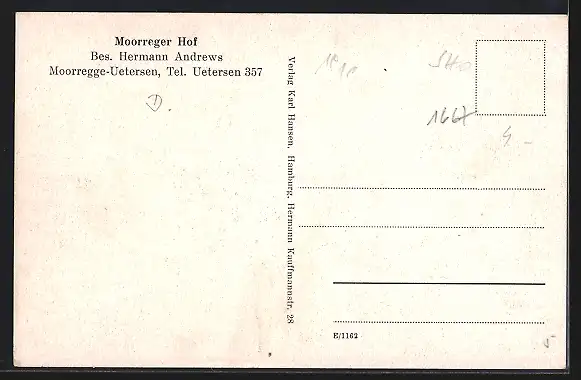 Moorreger Hof
Bes. Hermann Andrews
Moorregge-Uetersen, Tel. Uetersen 357
D.
Verlag Karl Hansen, Hamburg, Hermann Kauffmannstr. 28
SH
1667
E/1162